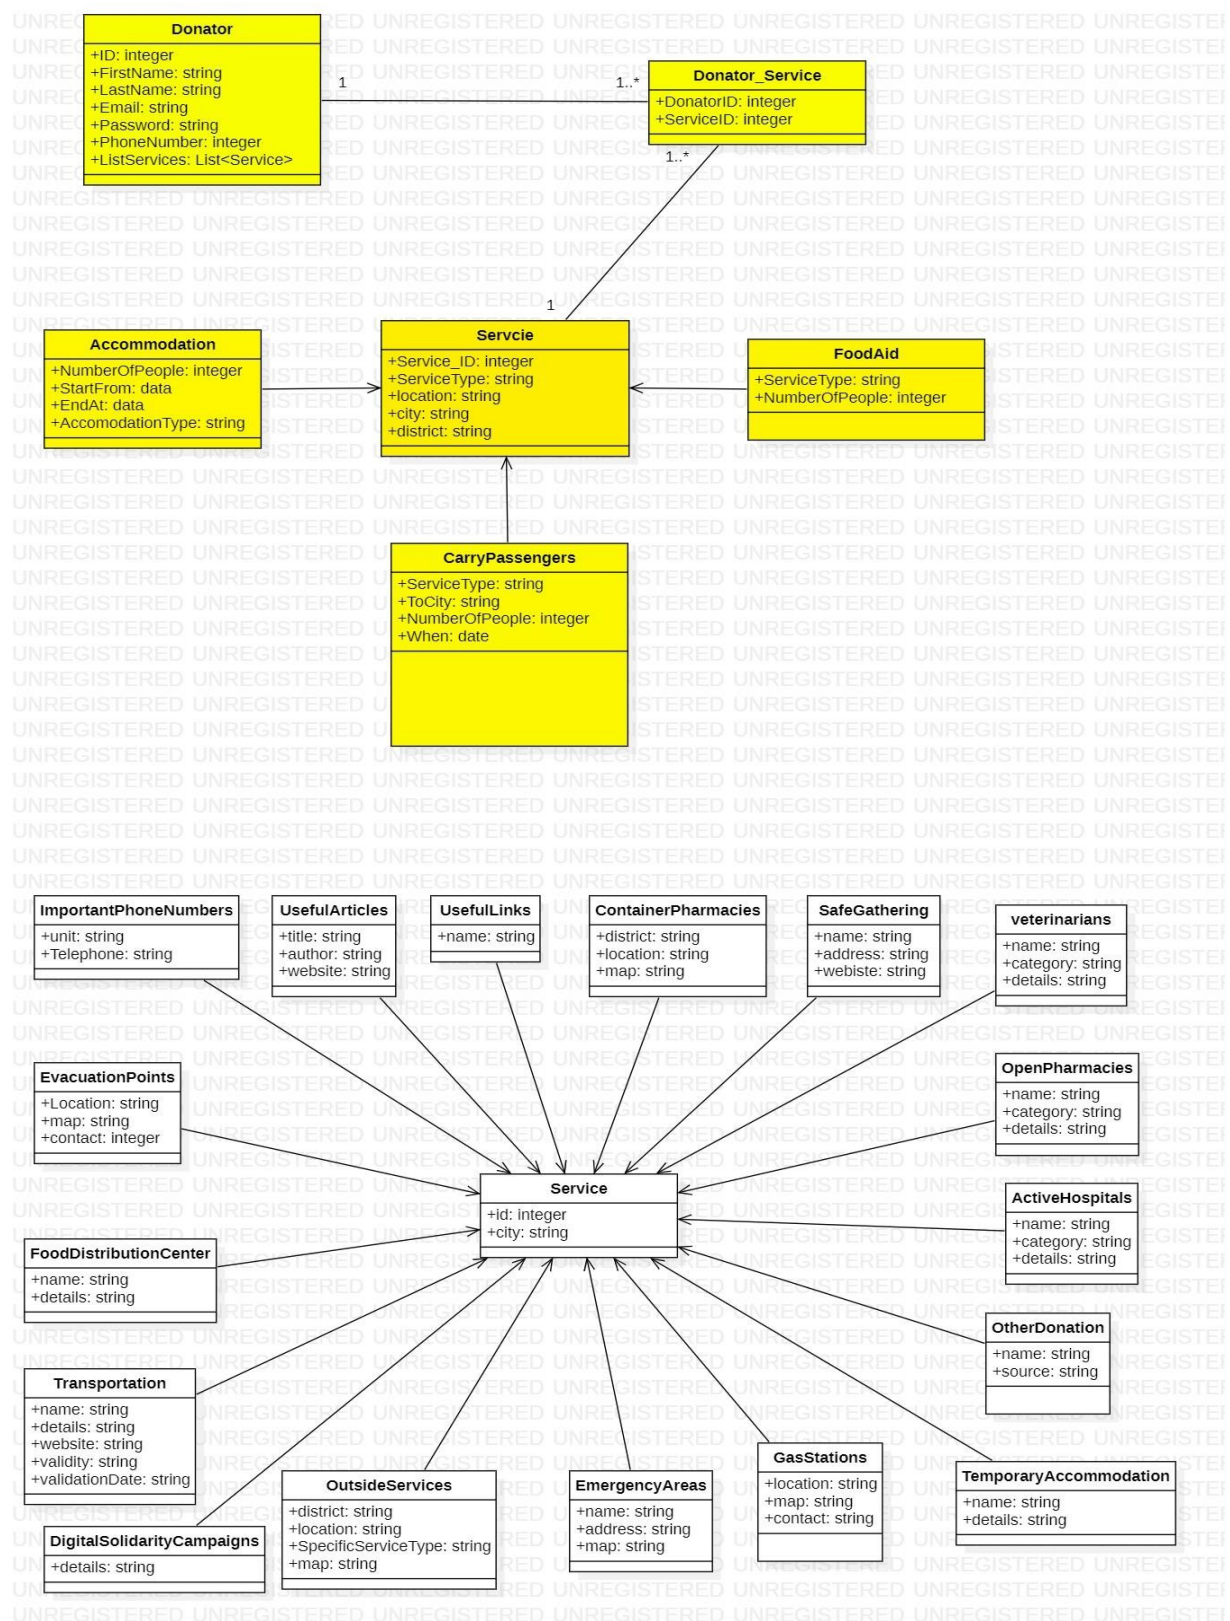 Donator
+ID: integer
+FirstName: string
+LastName: string
+Email: string
+Password: string
+PhoneNumber: integer
+ListServices: List<Service>
1
1..*
Donator_Service
+DonatorID: integer
+ServiceID: integer
1..*
1
Accommodation
+NumberOfPeople: integer
+StartFrom: data
+EndAt: data
+AccomodationType: string
Servcie
+Service_ID: integer
+ServiceType: string
+location: string
+city: string
+district: string
FoodAid
+ServiceType: string
+NumberOfPeople: integer
CarryPassengers
+ServiceType: string
+ToCity: string
+NumberOfPeople: integer
+When: date
ImportantPhoneNumbers
+unit: string
+Telephone: string
UsefulArticles
+title: string
+author: string
+website: string
UsefulLinks
+name: string
ContainerPharmacies
+district: string
+location: string
+map: string
SafeGathering
+name: string
+address: string
+webiste: string
veterinarians
+name: string
+category: string
+details: string
EvacuationPoints
+Location: string
+map: string
+contact: integer
OpenPharmacies
+name: string
+category: string
+details: string
Service
+id: integer
+city: string
ActiveHospitals
+name: string
+category: string
+details: string
FoodDistributionCenter
+name: string
+details: string
OtherDonation
+name: string
+source: string
Transportation
+name: string
+details: string
+website: string
+validity: string
+validationDate: string
DigitalSolidarityCampaigns
+details: string
OutsideServices
+district: string
+location: string
+SpecificServiceType: string
+map: string
EmergencyAreas
+name: string
+address: string
+map: string
GasStations
+location: string
+map: string
+contact: string
TemporaryAccommodation
+name: string
+details: string
UNREGISTERED